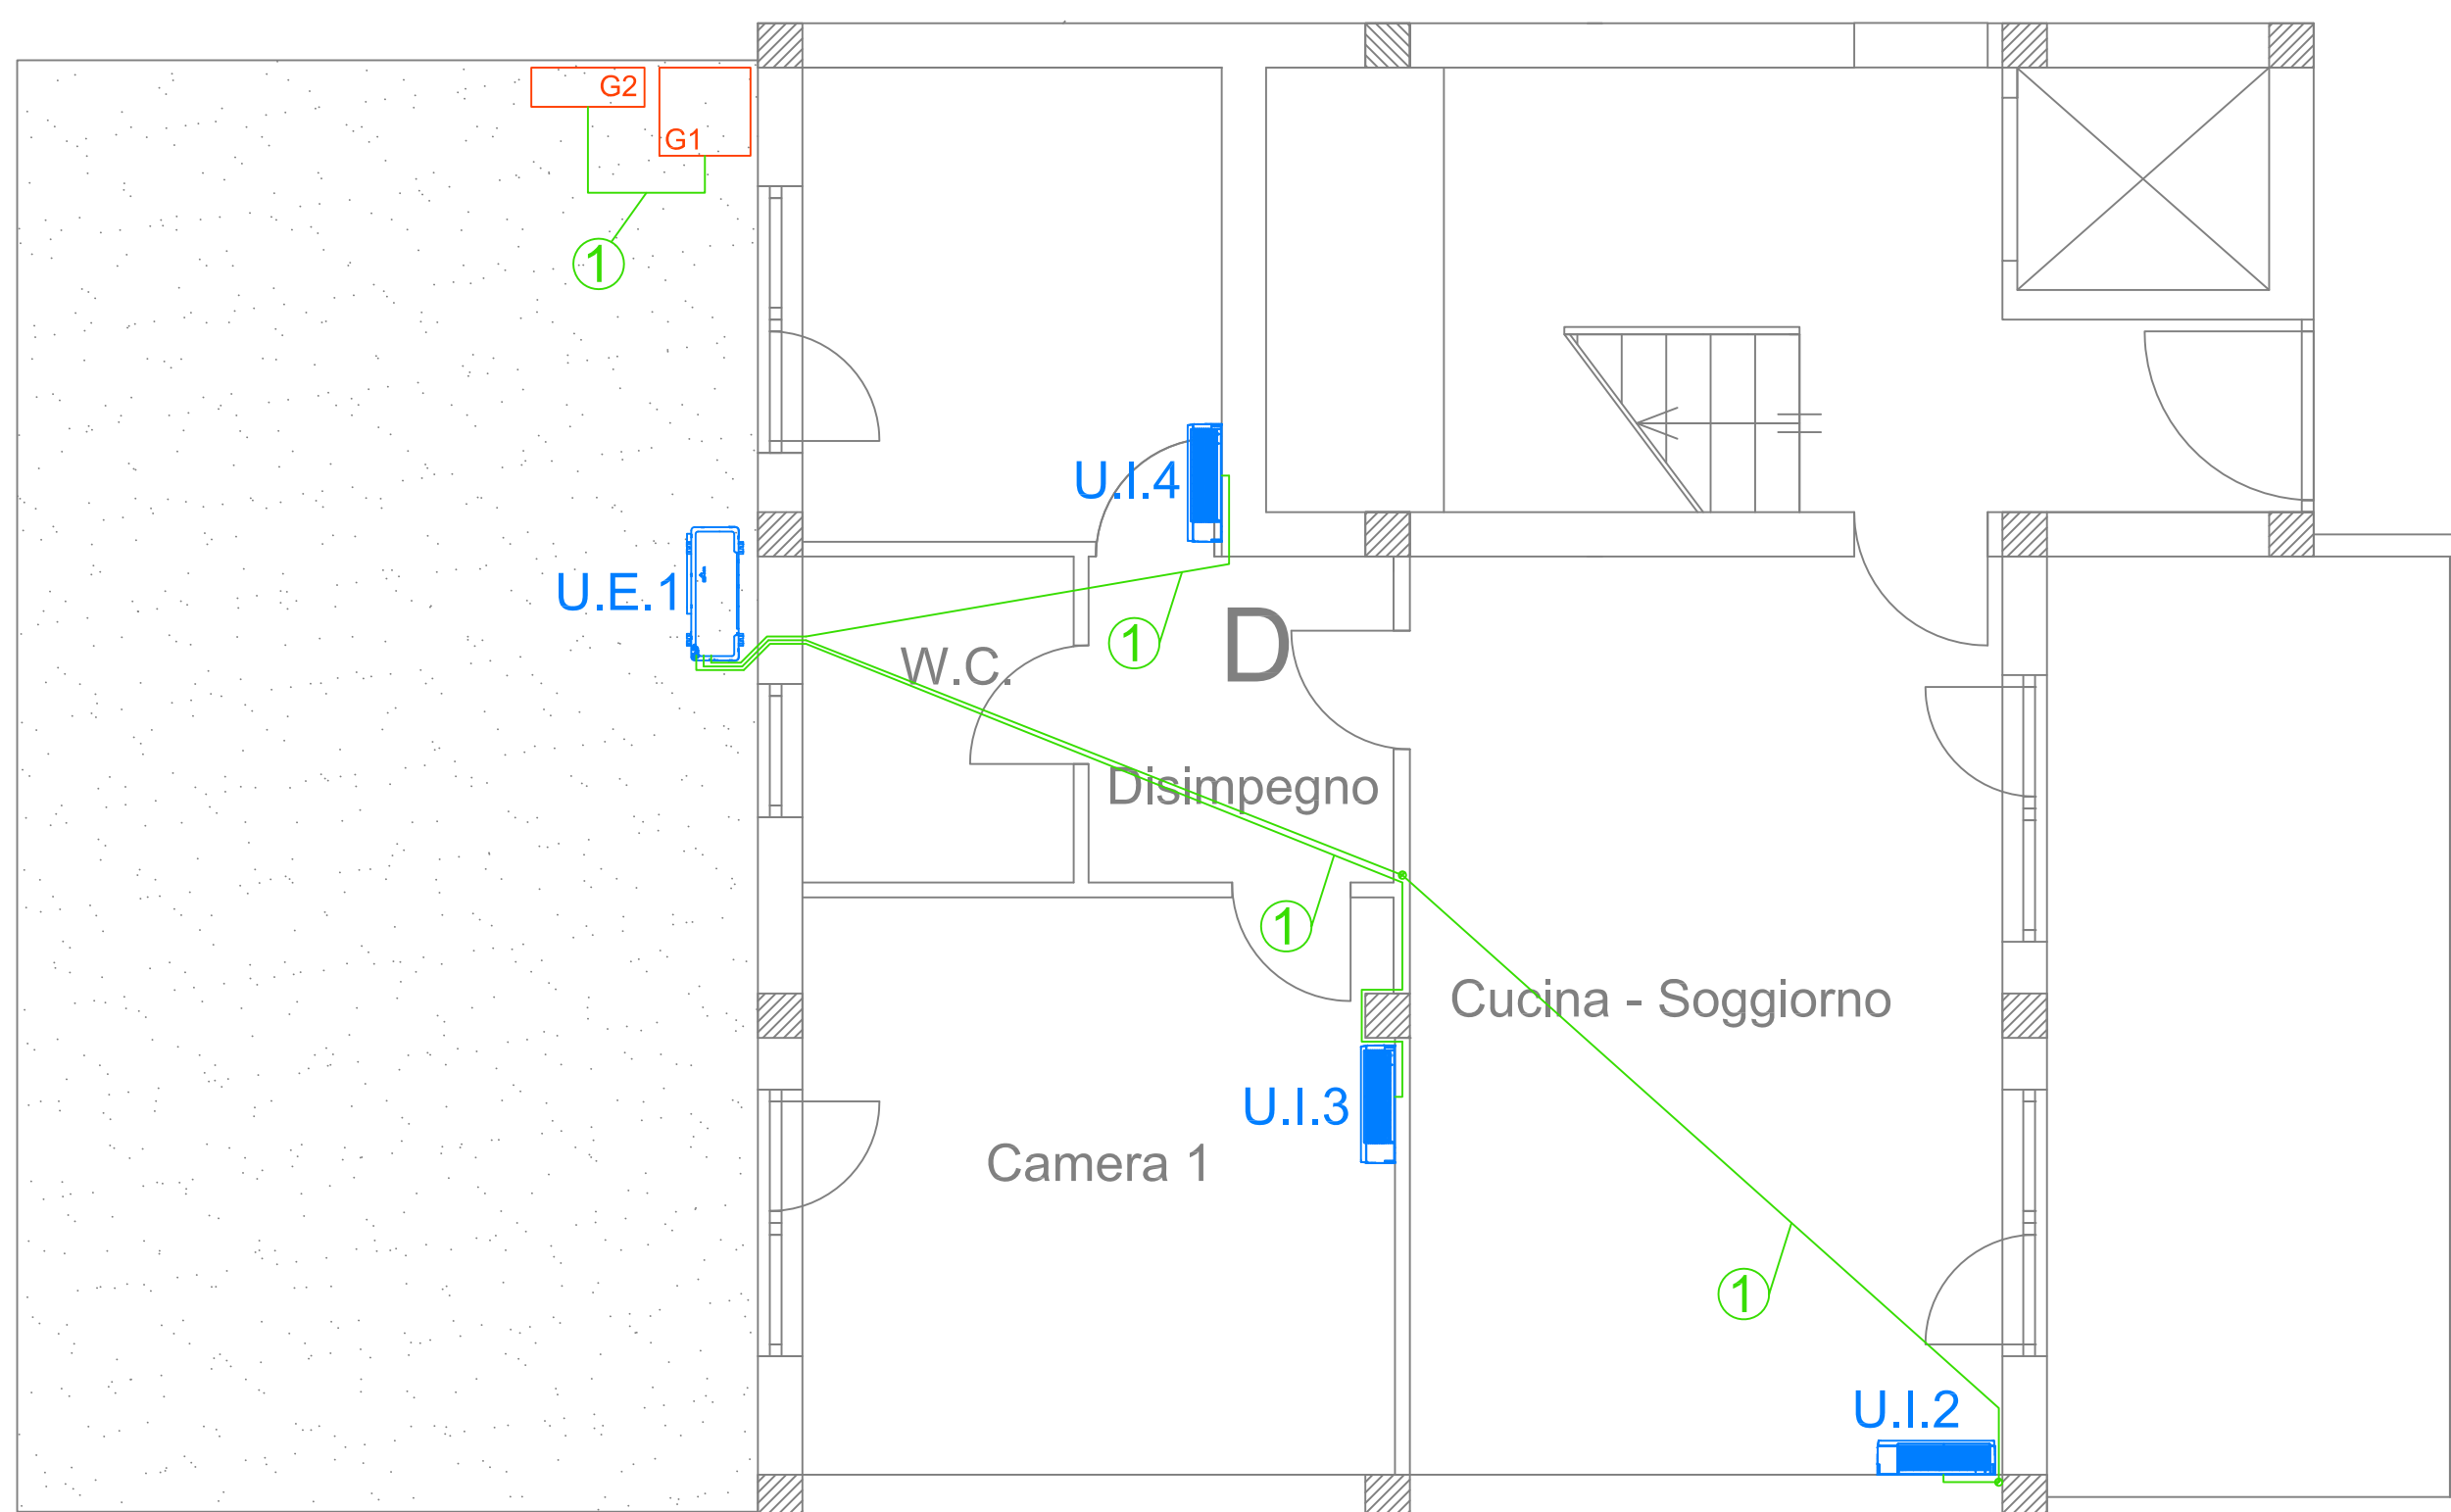 G2
G1
1
U.I.4
U.E.1
1
D
W.C.
Disimpegno
1
Cucina - Soggiorno
U.I.3
Camera 1
1
U.I.2